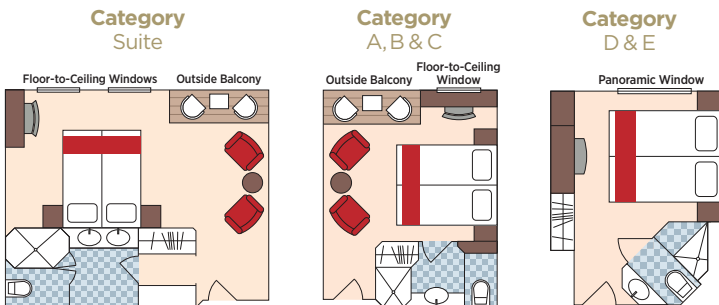 Category
Suite
Floor-to-Ceiling Windows
Outside Balcony
Category
A, B & C
Outside Balcony
Floor-to-Ceiling
Window
Category
D & E
Panoramic Window